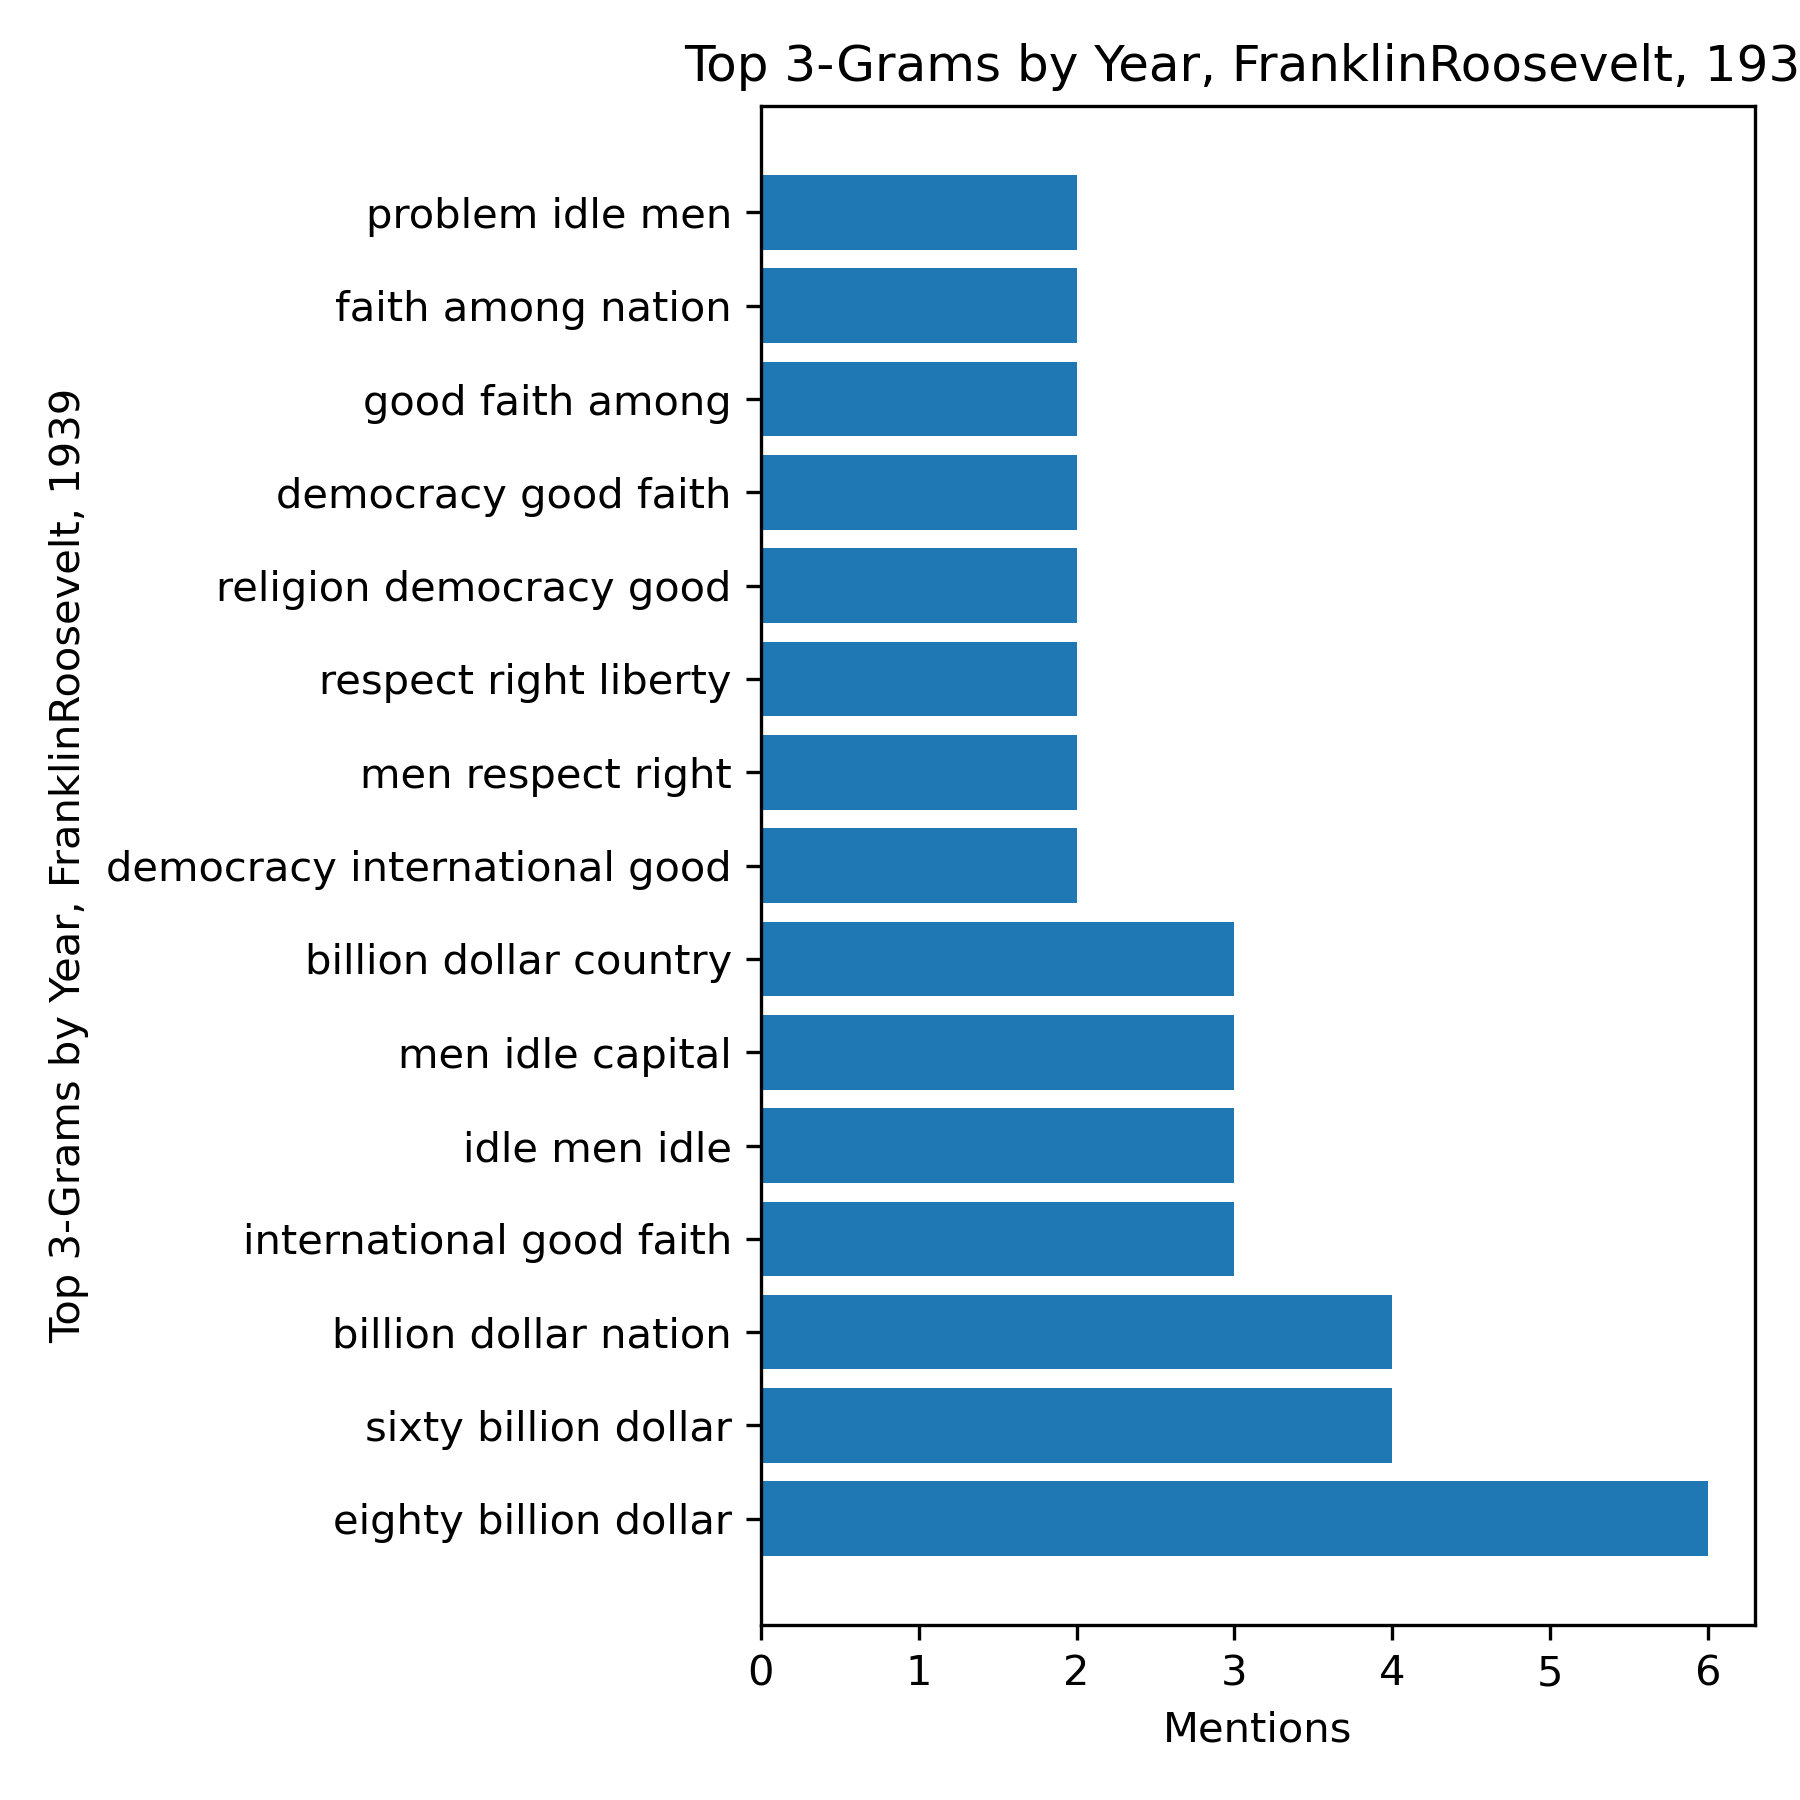 Top 3-Grams by Year, FranklinRoosevelt, 193
Top 3-Grams by Year, FranklinRoosevelt, 1939
problem idle men
faith among nation
good faith among
democracy good faith
religion democracy good
respect right liberty
men respect right
democracy international good
billion dollar country
men idle capital
idle men idle
international good faith
billion dollar nation
sixty billion dollar
eighty billion dollar
0 1 2 3 4 5 6
Mentions